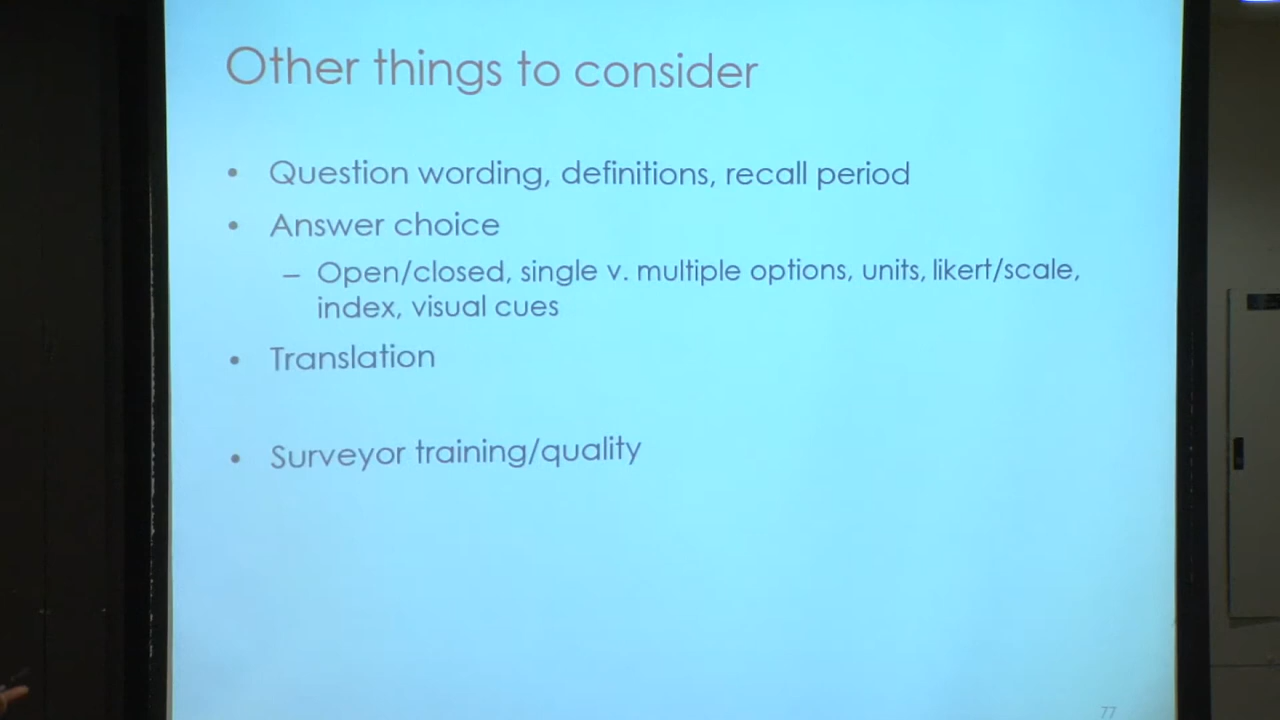 Other things to consider
• Question wording, definitions, recall period
• Answer choice
– Open/closed, single v. multiple options, units, likert/scale,
index, visual cues
• Translation
• Surveyor training/quality
77